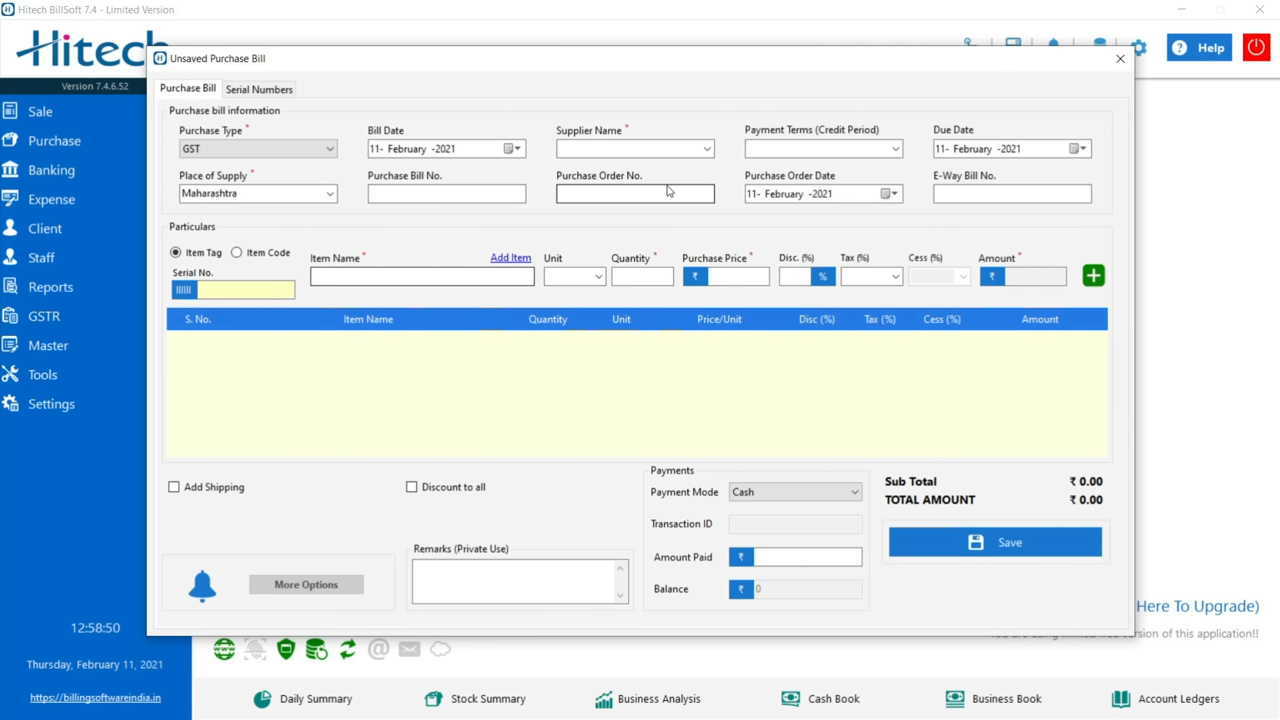 Hitech BillSoft 7.4 - Limited Version
Hitech
Help
Unsaved Purchase Bill
Version 7.4.6.52
Purchase Bill
Serial Numbers
Sale
Purchase
Banking
Expense
Client
Staff
Reports
GSTR
Master
Tools
Settings
Purchase bill information
Purchase Type *
Bill Date
Supplier Name *
Payment Terms (Credit Period)
Due Date
GST
11- February -2021
11- February -2021
Place of Supply *
Purchase Bill No.
Purchase Order No.
Purchase Order Date
E-Way Bill No.
Maharashtra
11- February -2021
Particulars
Item Tag
Item Code
Item Name *
Add Item
Unit
Quantity *
Purchase Price *
Disc. (%)
Tax (%)
Cess (%)
Amount *
Serial No.
₹
%
₹
S. No.
Item Name
Quantity
Unit
Price/Unit
Disc (%)
Tax (%)
Cess (%)
Amount
Add Shipping
Discount to all
Payments
Payment Mode
Cash
Transaction ID
Amount Paid
₹
Balance
₹
0
Sub Total
₹ 0.00
TOTAL AMOUNT
₹ 0.00
Save
Remarks (Private Use)
More Options
Here To Upgrade)
version of this application!!
12:58:50
Thursday, February 11, 2021
https://billingsoftwareindia.in
Daily Summary
Stock Summary
Business Analysis
Cash Book
Business Book
Account Ledgers